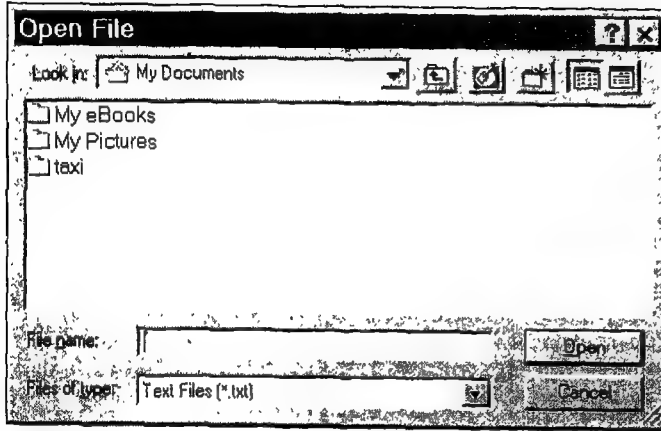 Open File
Look in: My Documents
My eBooks
My Pictures
taxi
File name:
Open
Files of type: Text Files (*.txt)
Cancel